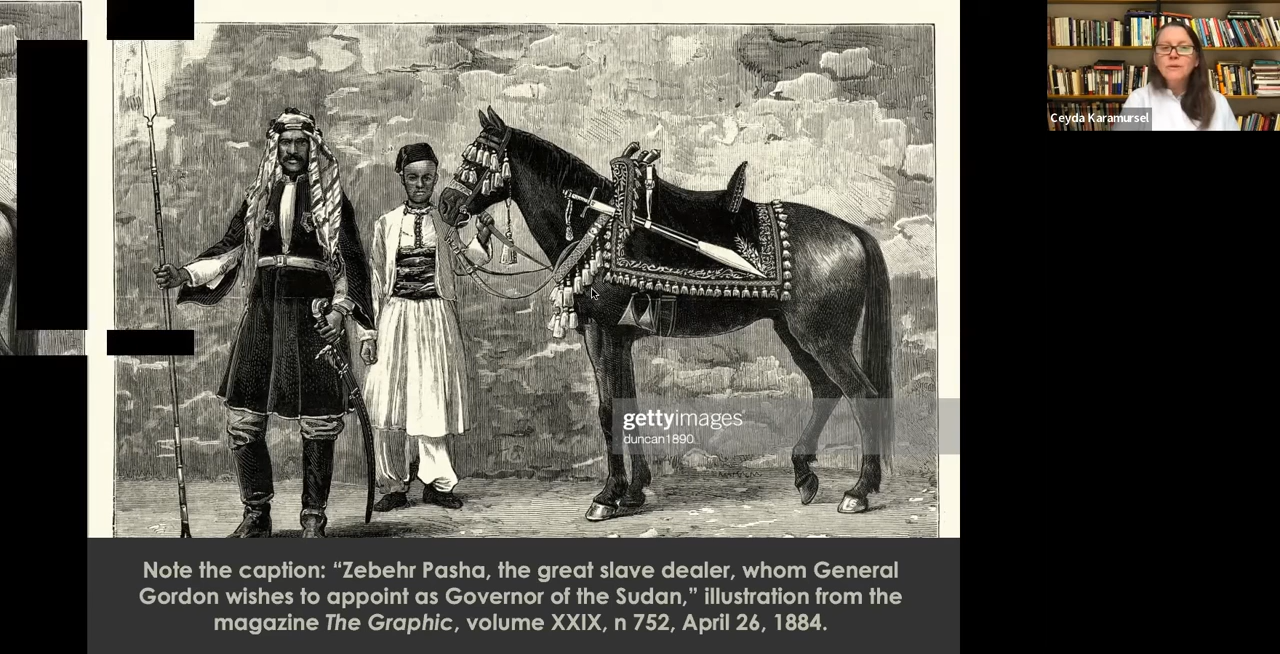 Ceyda Karamursel
gettyimages
duncan1890
Note the caption: “Zebehr Pasha, the great slave dealer, whom General
Gordon wishes to appoint as Governor of the Sudan,” illustration from the
magazine The Graphic, volume XXIX, n 752, April 26, 1884.